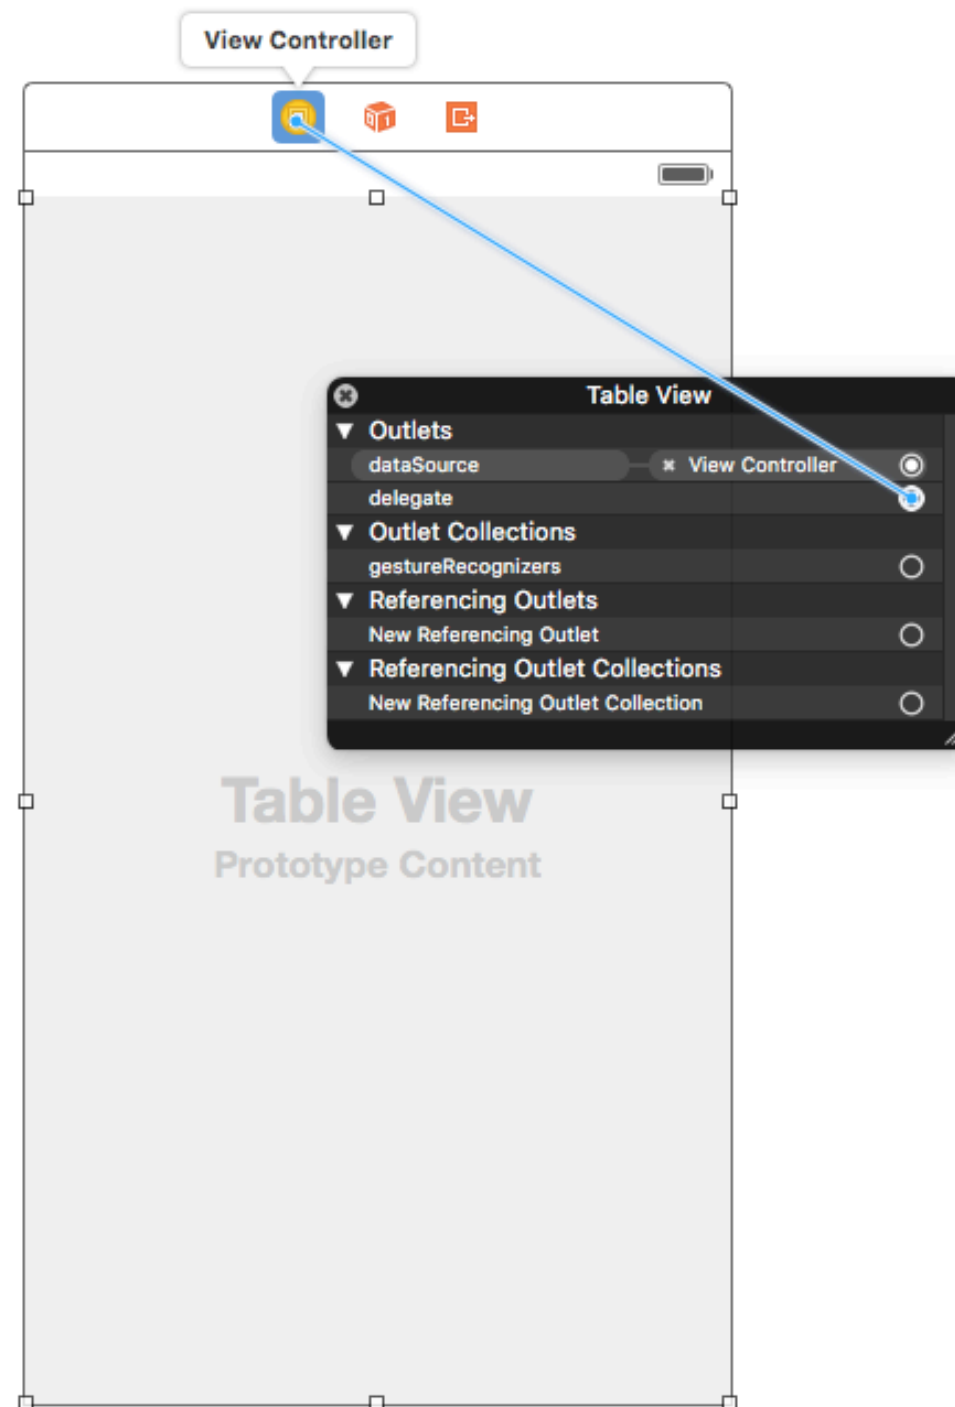 View Controller
Table View
Outlets
dataSource
View Controller
delegate
Outlet Collections
gestureRecognizers
Referencing Outlets
New Referencing Outlet
Referencing Outlet Collections
New Referencing Outlet Collection
Table View
Prototype Content